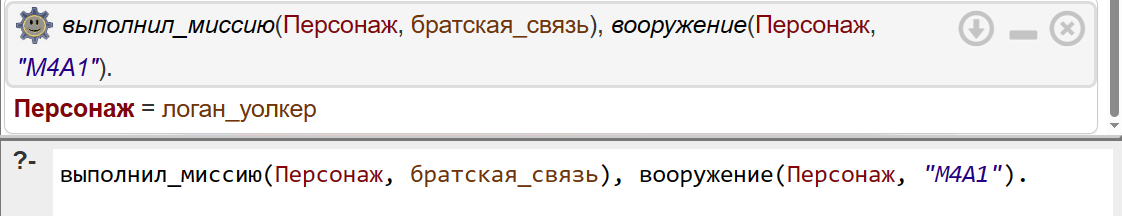 выполнил_миссию(Персонаж, братская_связь), вооружение(Персонаж,
"M4A1").
Персонаж = логан_уолкер
?- выполнил_миссию(Персонаж, братская_связь), вооружение(Персонаж, "M4A1").